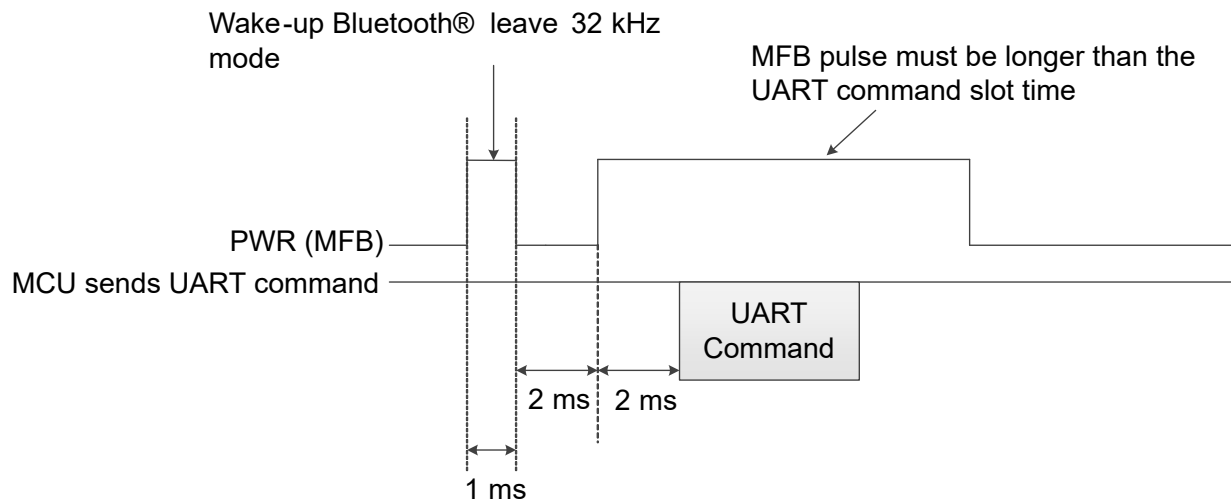 Wake-up Bluetooth® leave 32 kHz
mode
MFB pulse must be longer than the
UART command slot time
PWR (MFB)
MCU sends UART command
UART
Command
2 ms
2 ms
1 ms